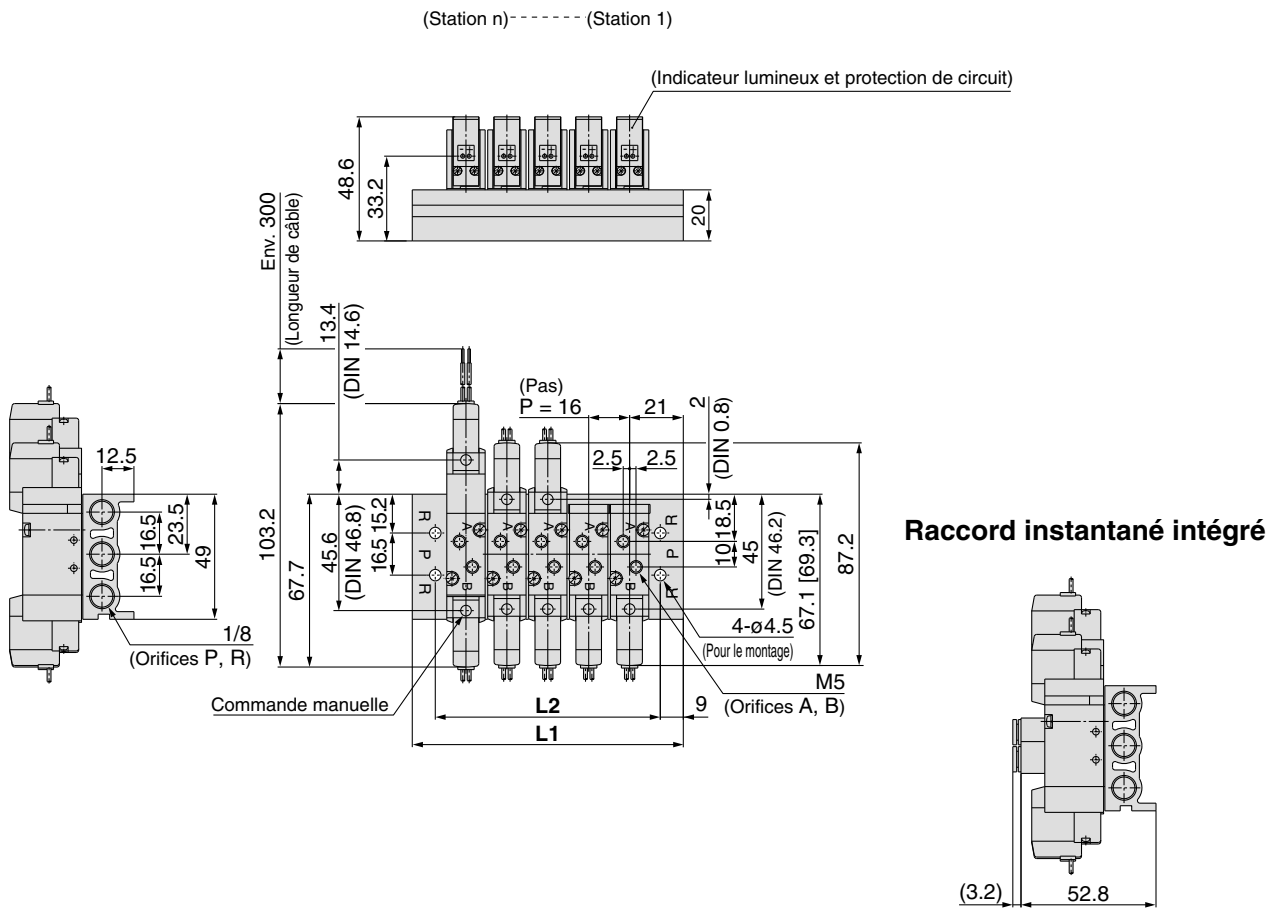 (Station n)------(Station 1)
(Indicateur lumineux et protection de circuit)
48.6
33.2
20
Env. 300
(Longueur de câble)
13.4
(DIN 14.6)
(Pas)
P = 16
21
2
(DIN 0.8)
2.5
2.5
12.5
16.5
16.5
23.5
49
1/8
(Orifices P, R)
103.2
67.7
45.6
(DIN 46.8)
16.5
15.2
R
P
R
A
A
A
A
A
B
B
B
B
B
R
P
R
10
18.5
45
(DIN 46.2)
67.1 [69.3]
87.2
4-ø4.5
(Pour le montage)
M5
(Orifices A, B)
Commande manuelle
L2
9
L1
Raccord instantané intégré
(3.2)
52.8